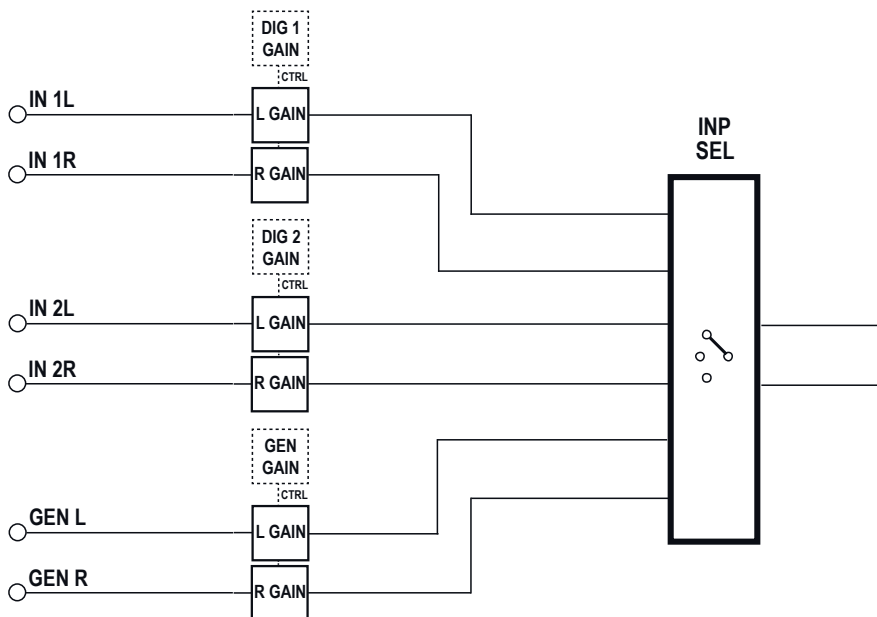 DIG 1
GAIN
CTRL
IN 1L
L GAIN
IN 1R
R GAIN
INP
SEL
DIG 2
GAIN
CTRL
IN 2L
L GAIN
IN 2R
R GAIN
GEN
GAIN
CTRL
GEN L
L GAIN
GEN R
R GAIN